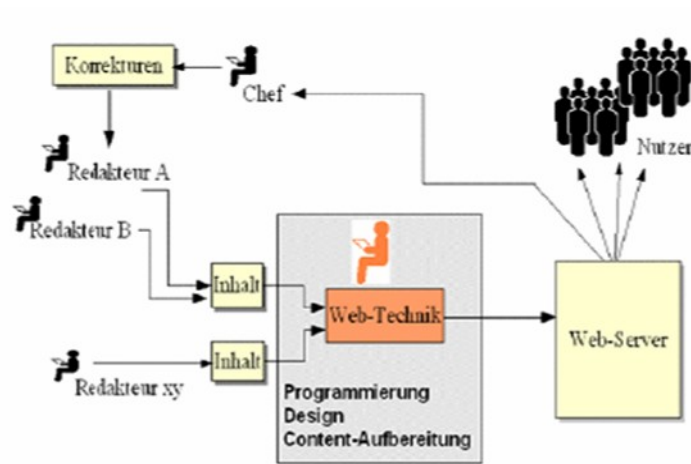 Korrekturen
Chef
Nutzer
Redakteur A
Redakteur B
Inhalt
Web-Technik
Web-Server
Inhalt
Redakteur xy
Programmierung
Design
Content-Aufbereitung